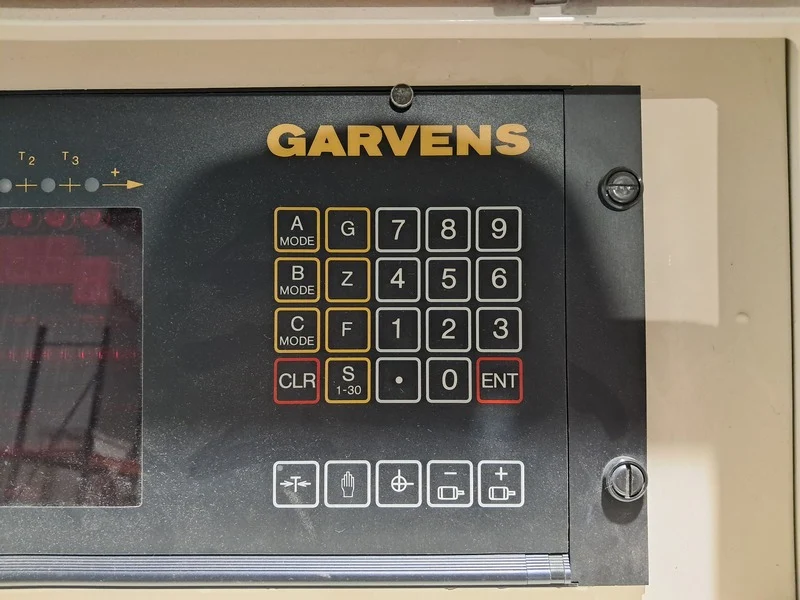 GARVENS
T2 T3
+
A MODE G 7 8 9
B MODE Z 4 5 6
C MODE F 1 2 3
CLR S 1-30 . 0 ENT
T - +